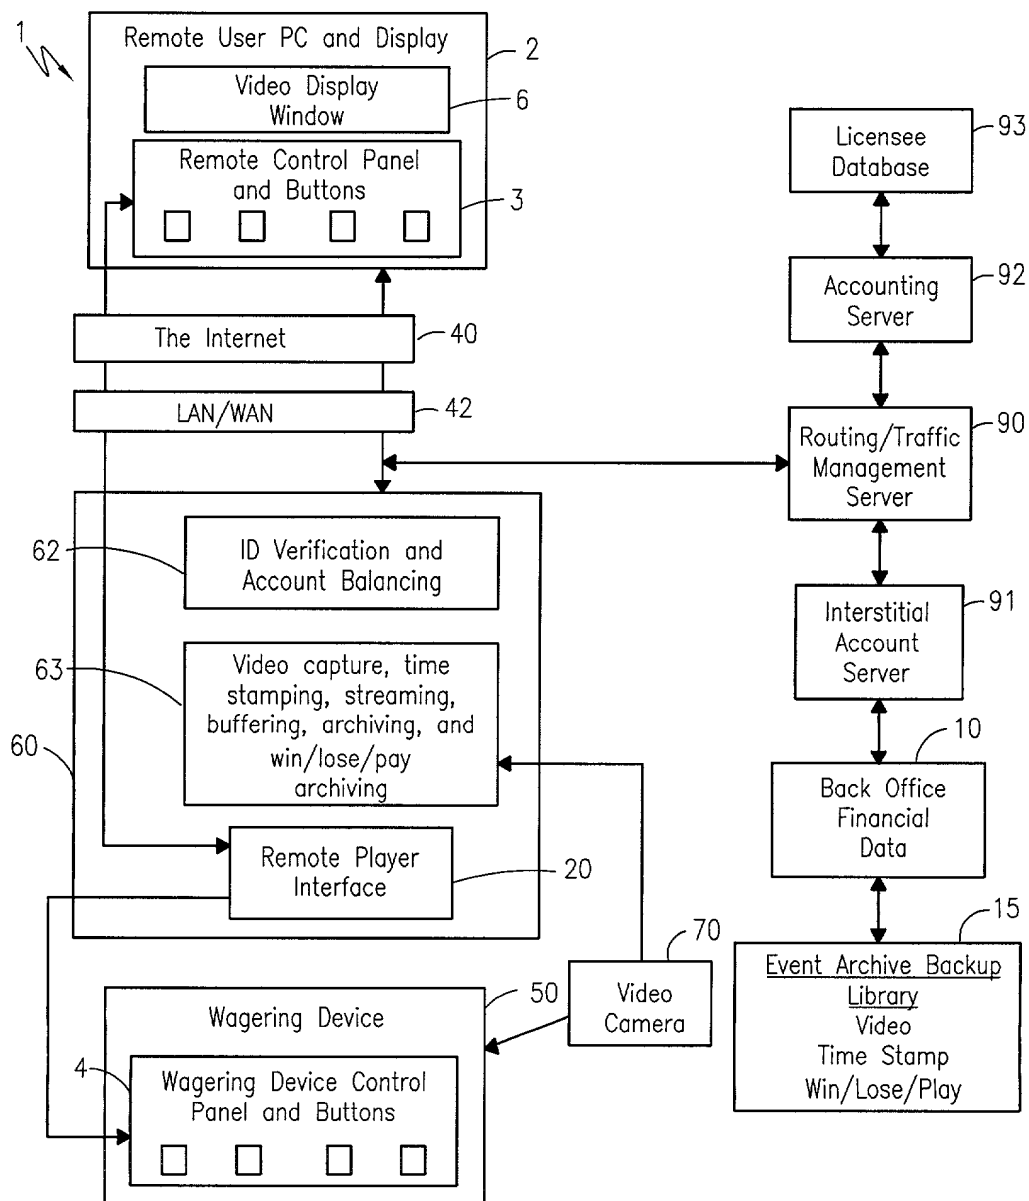 1
Remote User PC and Display
2
Video Display
Window
6
Remote Control Panel
and Buttons
3
The Internet
40
LAN/WAN
42
62
ID Verification and
Account Balancing
63
Video capture, time
stamping, streaming,
buffering, archiving, and
win/lose/pay
archiving
60
Remote Player
Interface
20
Wagering Device
50
4
Wagering Device Control
Panel and Buttons
70
Video
Camera
93
Licensee
Database
92
Accounting
Server
90
Routing/Traffic
Management
Server
91
Interstitial
Account
Server
10
Back Office
Financial
Data
15
Event Archive Backup
Library
Video
Time Stamp
Win/Lose/Play